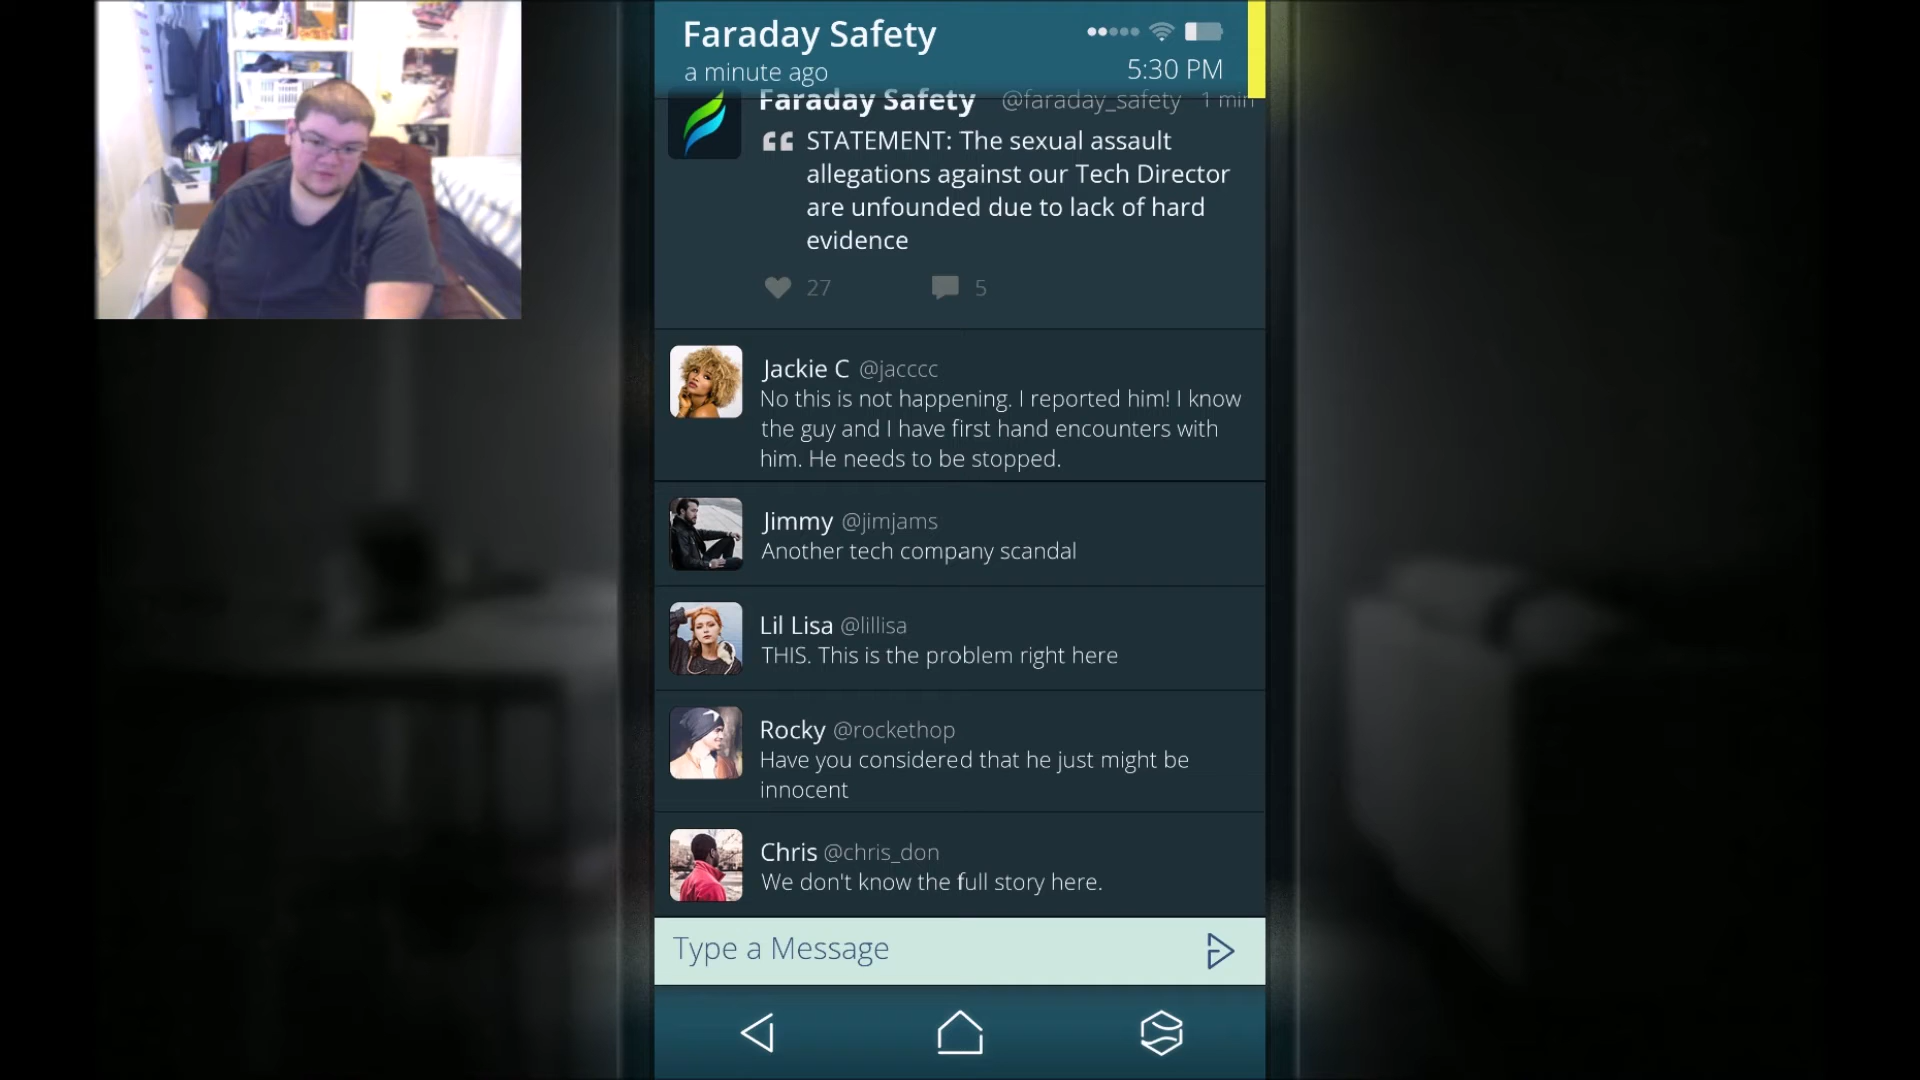 Faraday Safety
a minute ago
5:30 PM
Faraday Safety @faraday_safety 1 min
STATEMENT: The sexual assault
allegations against our Tech Director
are unfounded due to lack of hard
evidence
27 5
Jackie C @jacccc
No this is not happening. I reported him! I know
the guy and I have first hand encounters with
him. He needs to be stopped.
Jimmy @jimjams
Another tech company scandal
Lil Lisa @lillisa
THIS. This is the problem right here
Rocky @rockethop
Have you considered that he just might be
innocent
Chris @chris_don
We don't know the full story here.
Type a Message